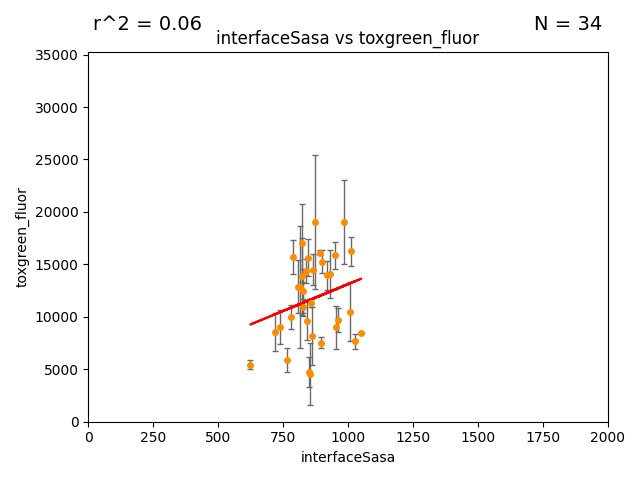 r^2 = 0.06
N = 34
interfaceSasa vs toxgreen_fluor
35000
30000
25000
20000
15000
10000
5000
0
toxgreen_fluor
0 250 500 750 1000 1250 1500 1750 2000
interfaceSasa